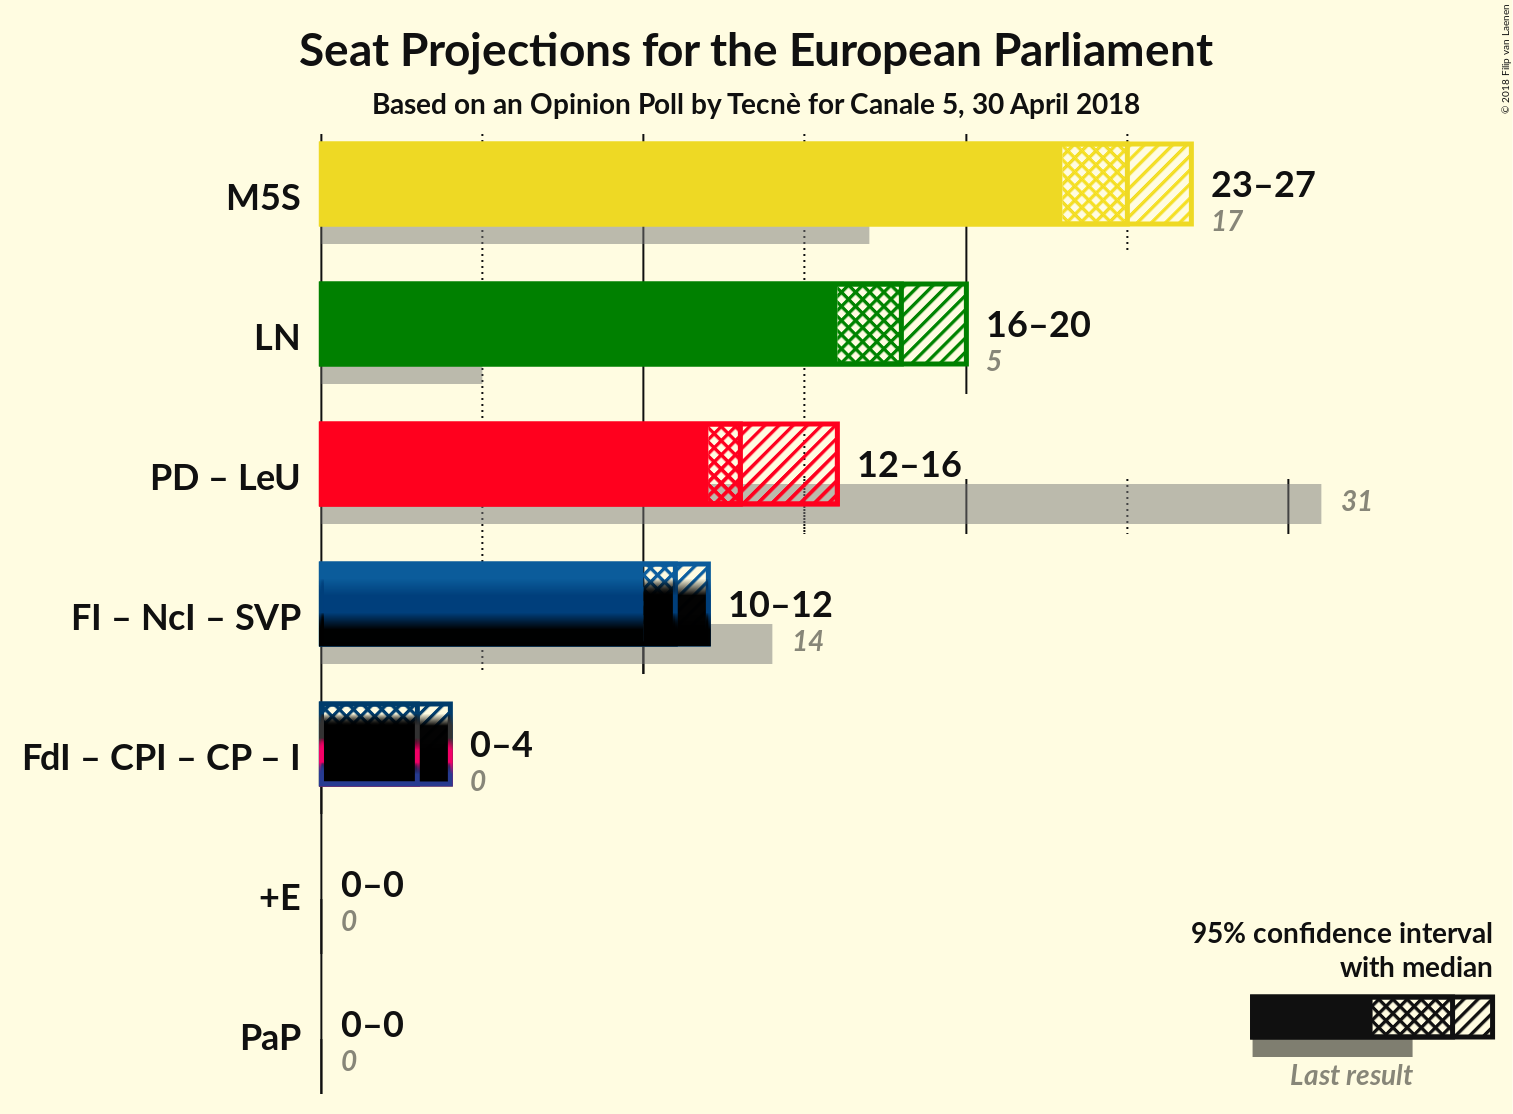 Seat Projections for the European Parliament
Based on an Opinion Poll by Tecnè for Canale 5, 30 April 2018
© 2018 Filip van Laenen
M5S
23–27
17
LN
16–20
5
PD – LeU
12–16
31
FI – NcI – SVP
10–12
14
FdI – CPI – CP – I
0–4
0
+E
0–0
0
PaP
0–0
0
95% confidence interval
with median
Last result